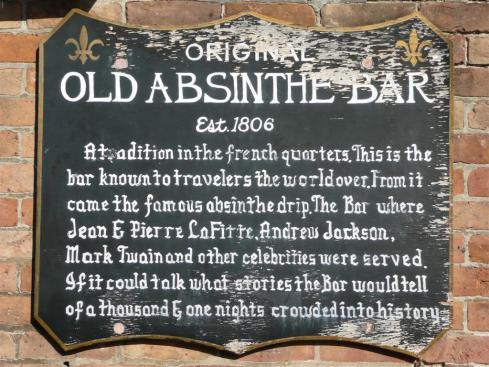 ORIGINAL
OLD ABSINTHE BAR
Est. 1806
A tradition in the french quarters. This is the
bar known to travelers the world over. From it
came the famous absinthe drip. The Bar where
Jean & Pierre LaFitte, Andrew Jackson,
Mark Twain and other celebrities were served.
If it could talk what stories the Bar would tell
of a thousand & one nights crowded into history